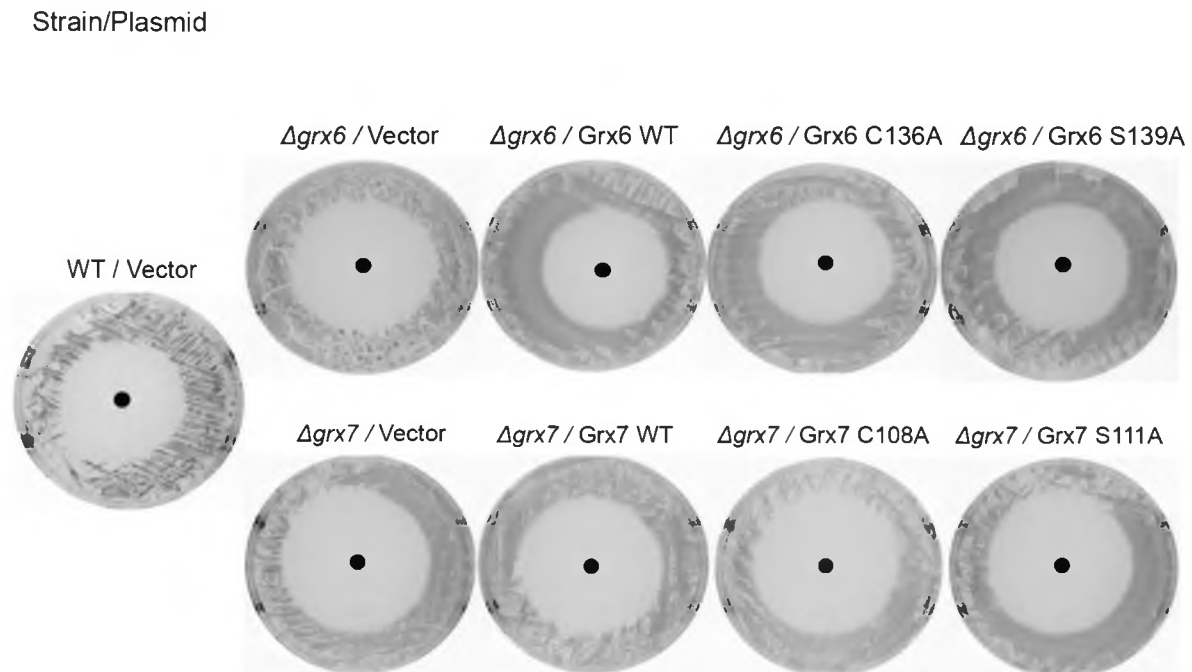 Strain/Plasmid
Δgrx6 / Vector
Δgrx6 / Grx6 WT
Δgrx6 / Grx6 C136A
Δgrx6 / Grx6 S139A
WT / Vector
Δgrx7 / Vector
Δgrx7 / Grx7 WT
Δgrx7 / Grx7 C108A
Δgrx7 / Grx7 S111A